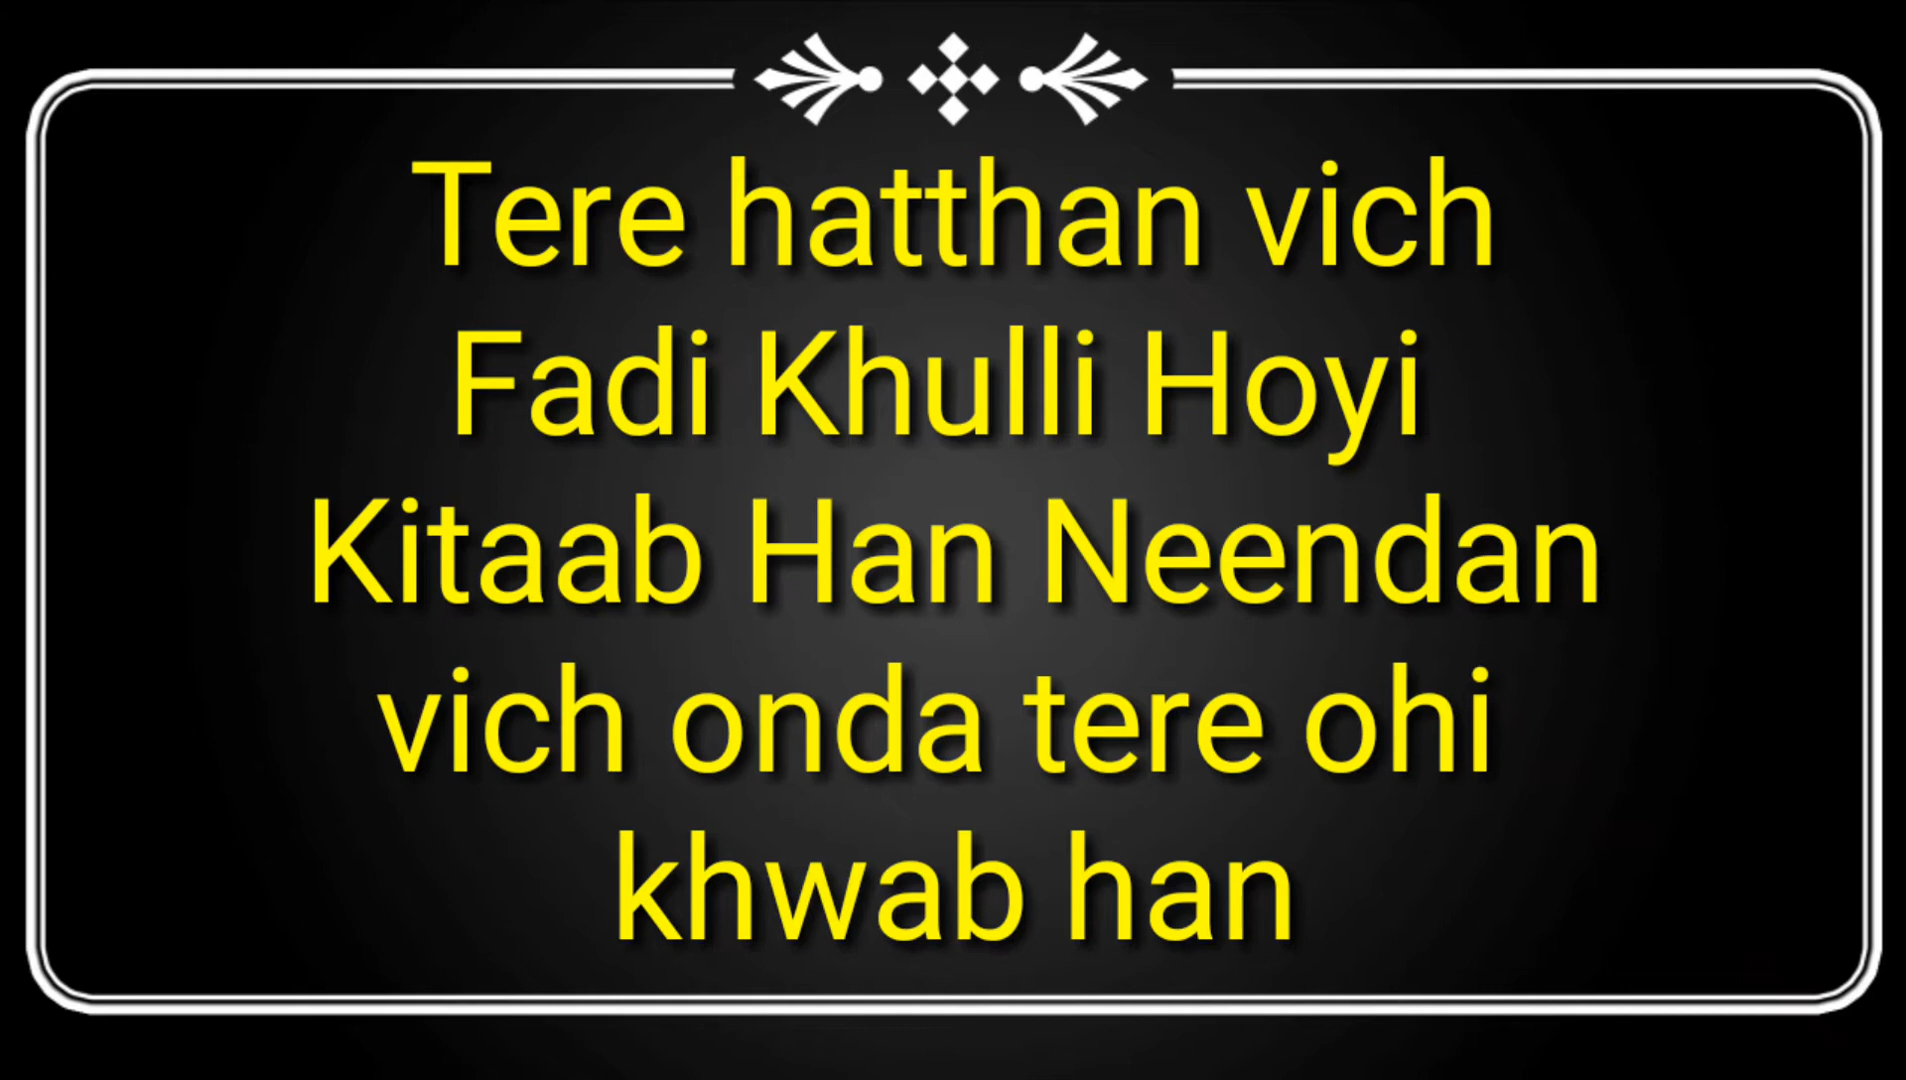 Tere hatthan vich
Fadi Khulli Hoyi
Kitaab Han Neendan
vich onda tere ohi
khwab han